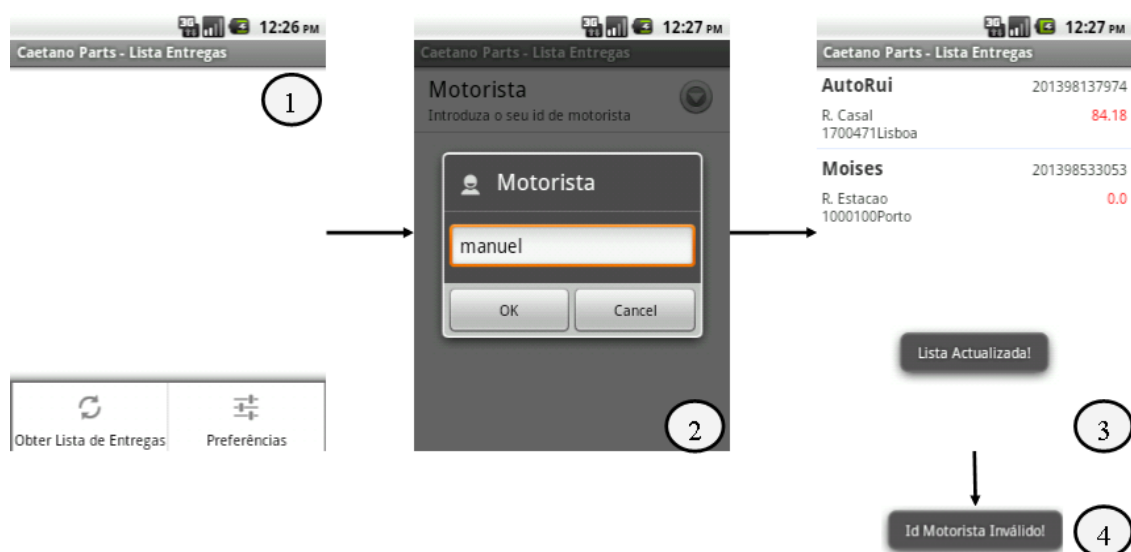 12:26 PM
Caetano Parts - Lista Entregas
1
Obter Lista de Entregas
Preferências
12:27 PM
Caetano Parts - Lista Entregas
Motorista
Introduza o seu id de motorista
Motorista
manuel
OK
Cancel
2
12:27 PM
Caetano Parts - Lista Entregas
AutoRui 201398137974
R. Casal 84.18
1700471Lisboa
Moises 201398533053
R. Estacao 0.0
1000100Porto
Lista Actualizada!
3
Id Motorista Inválido!
4